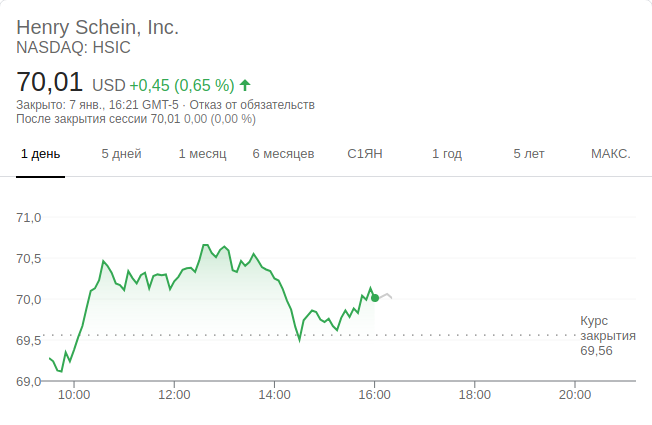 Henry Schein, Inc.
NASDAQ: HSIC
70,01 USD +0,45 (0,65 %)
Закрыто: 7 янв., 16:21 GMT-5 · Отказ от обязательств
После закрытия сессии 70,01 0,00 (0,00 %)
1 день 5 дней 1 месяц 6 месяцев С1ЯН 1 год 5 лет МАКС.
71,0
70,5
70,0
69,5
69,0
Курс
закрытия
69,56
10:00 12:00 14:00 16:00 18:00 20:00